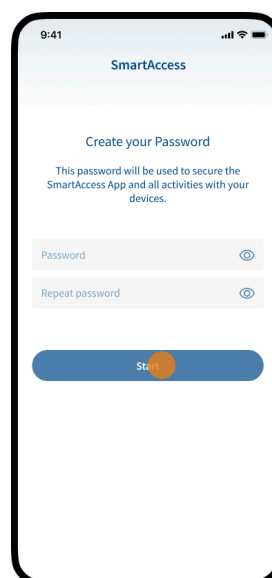 9:41
SmartAccess
Create your Password
This password will be used to secure the
SmartAccess App and all activities with your
devices.
Password
Repeat password
Start